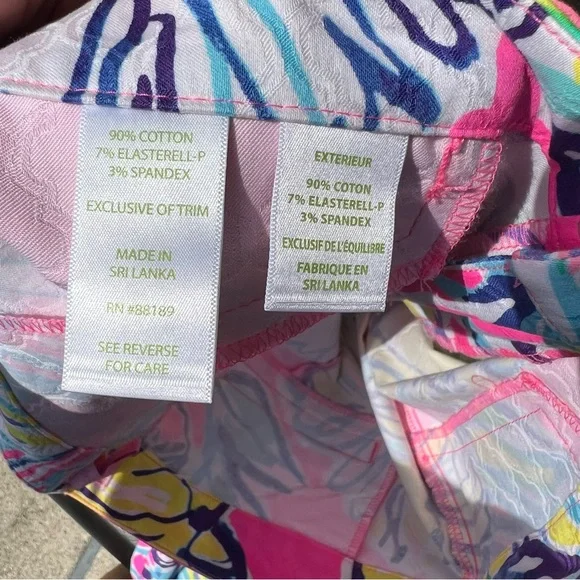 90% COTTON
7% ELASTERELL-P
3% SPANDEX
EXCLUSIVE OF TRIM
MADE IN
SRI LANKA
RN #88189
SEE REVERSE
FOR CARE
EXTERIEUR
90% COTON
7% ELASTERELL-P
3% SPANDEX
EXCLUSIF DE L'ÉQUILIBRE
FABRIQUE EN
SRI LANKA